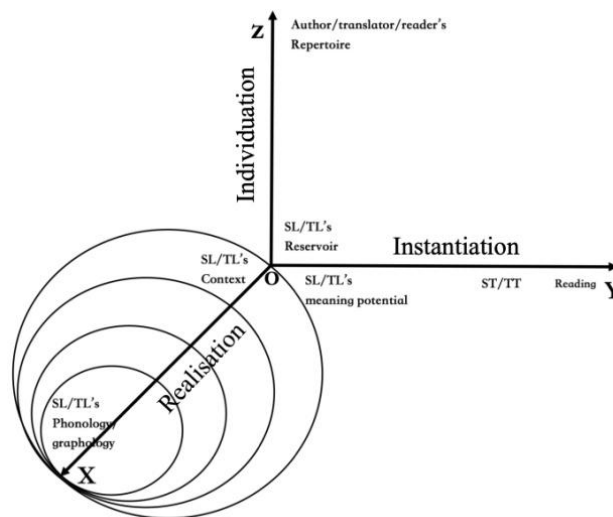 Z
Author/translator/reader's
Repertoire
Individuation
SL/TL's
Reservoir
Instantiation
SL/TL's
Context
O
SL/TL's
meaning potential
ST/TT
Reading
Y
Realisation
SL/TL's
Phonology/
graphology
X